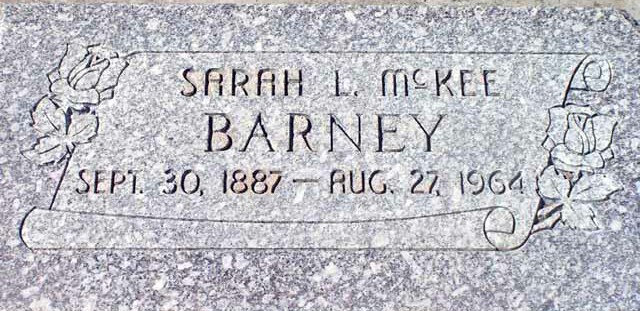 SARAH L. McKEE
BARNEY
SEPT. 30, 1887 — AUG. 27, 1964